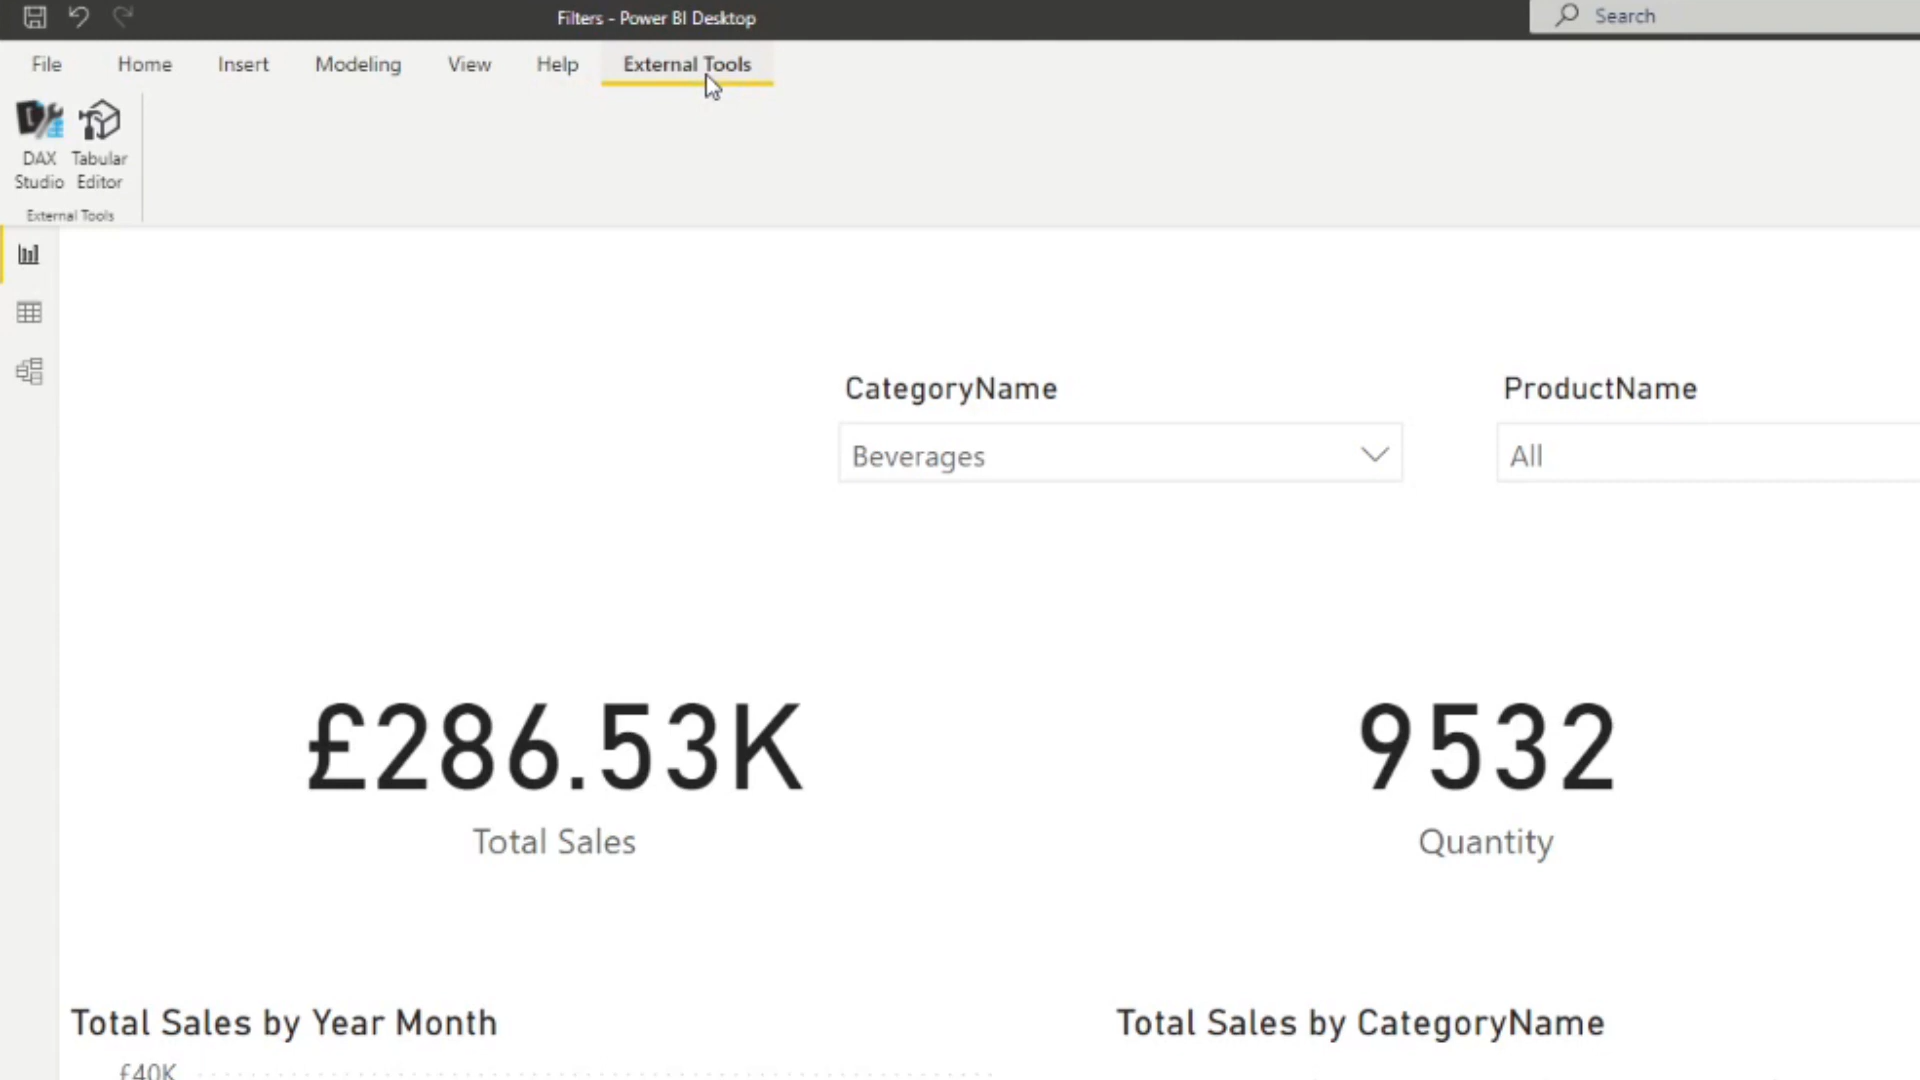 Filters - Power BI Desktop
Search
File Home Insert Modeling View Help External Tools
DAX Studio
Tabular Editor
External Tools
CategoryName
Beverages
ProductName
All
£286.53K
Total Sales
9532
Quantity
Total Sales by Year Month
£40K
Total Sales by CategoryName